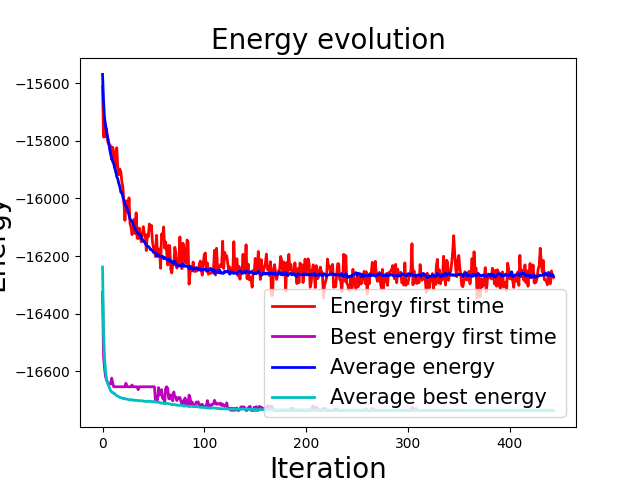 Energy evolution
Energy
−15600
−15800
−16000
−16200
−16400
−16600
Energy first time
Best energy first time
Average energy
Average best energy
0 100 200 300 400
Iteration